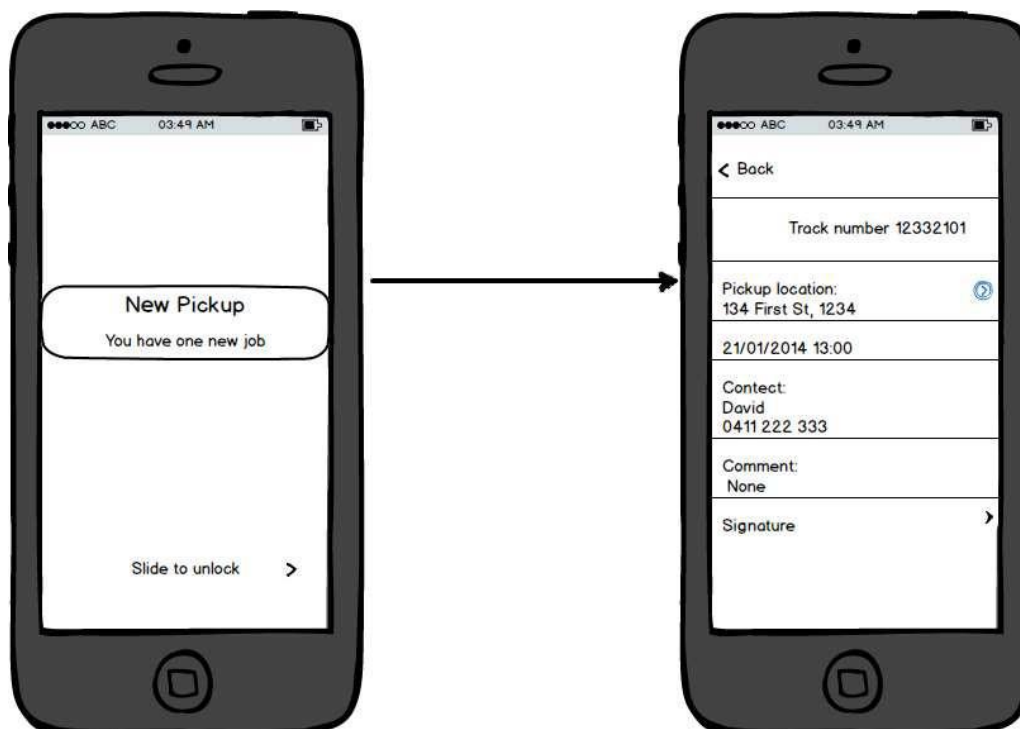 ABC 03:49 AM
New Pickup
You have one new job
Slide to unlock >
ABC 03:49 AM
< Back
Track number 12332101
Pickup location:
134 First St, 1234
21/01/2014 13:00
Contect:
David
0411 222 333
Comment:
None
Signature >